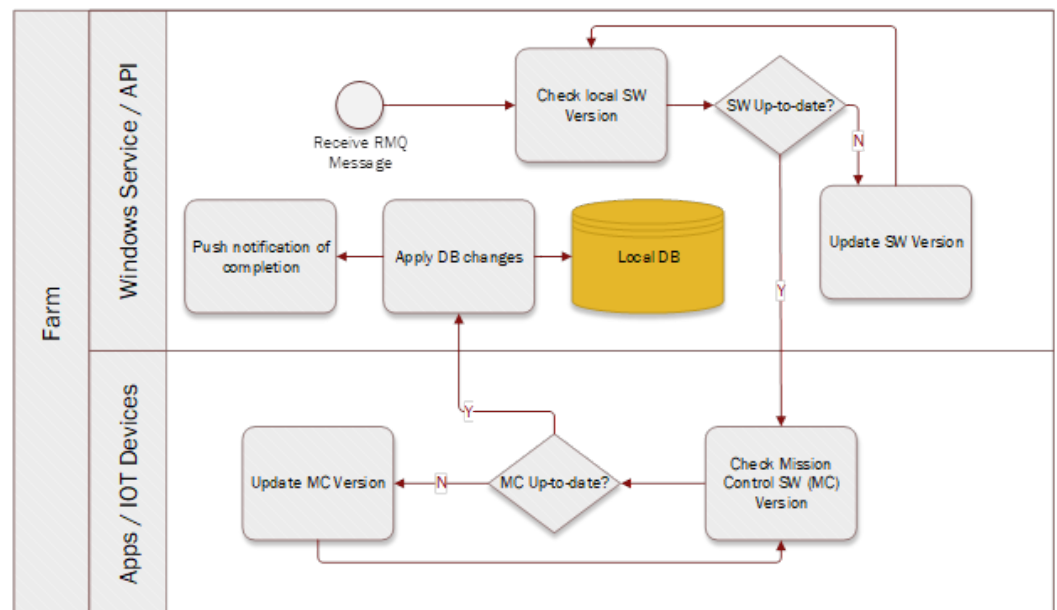 Farm
Windows Service / API
Receive RMQ
Message
Check local SW
Version
SW Up-to-date?
N
Update SW Version
Y
Push notification of
completion
Apply DB changes
Local DB
Apps / IOT Devices
Y
Update MC Version
N
MC Up-to-date?
Check Mission
Control SW (MC)
Version